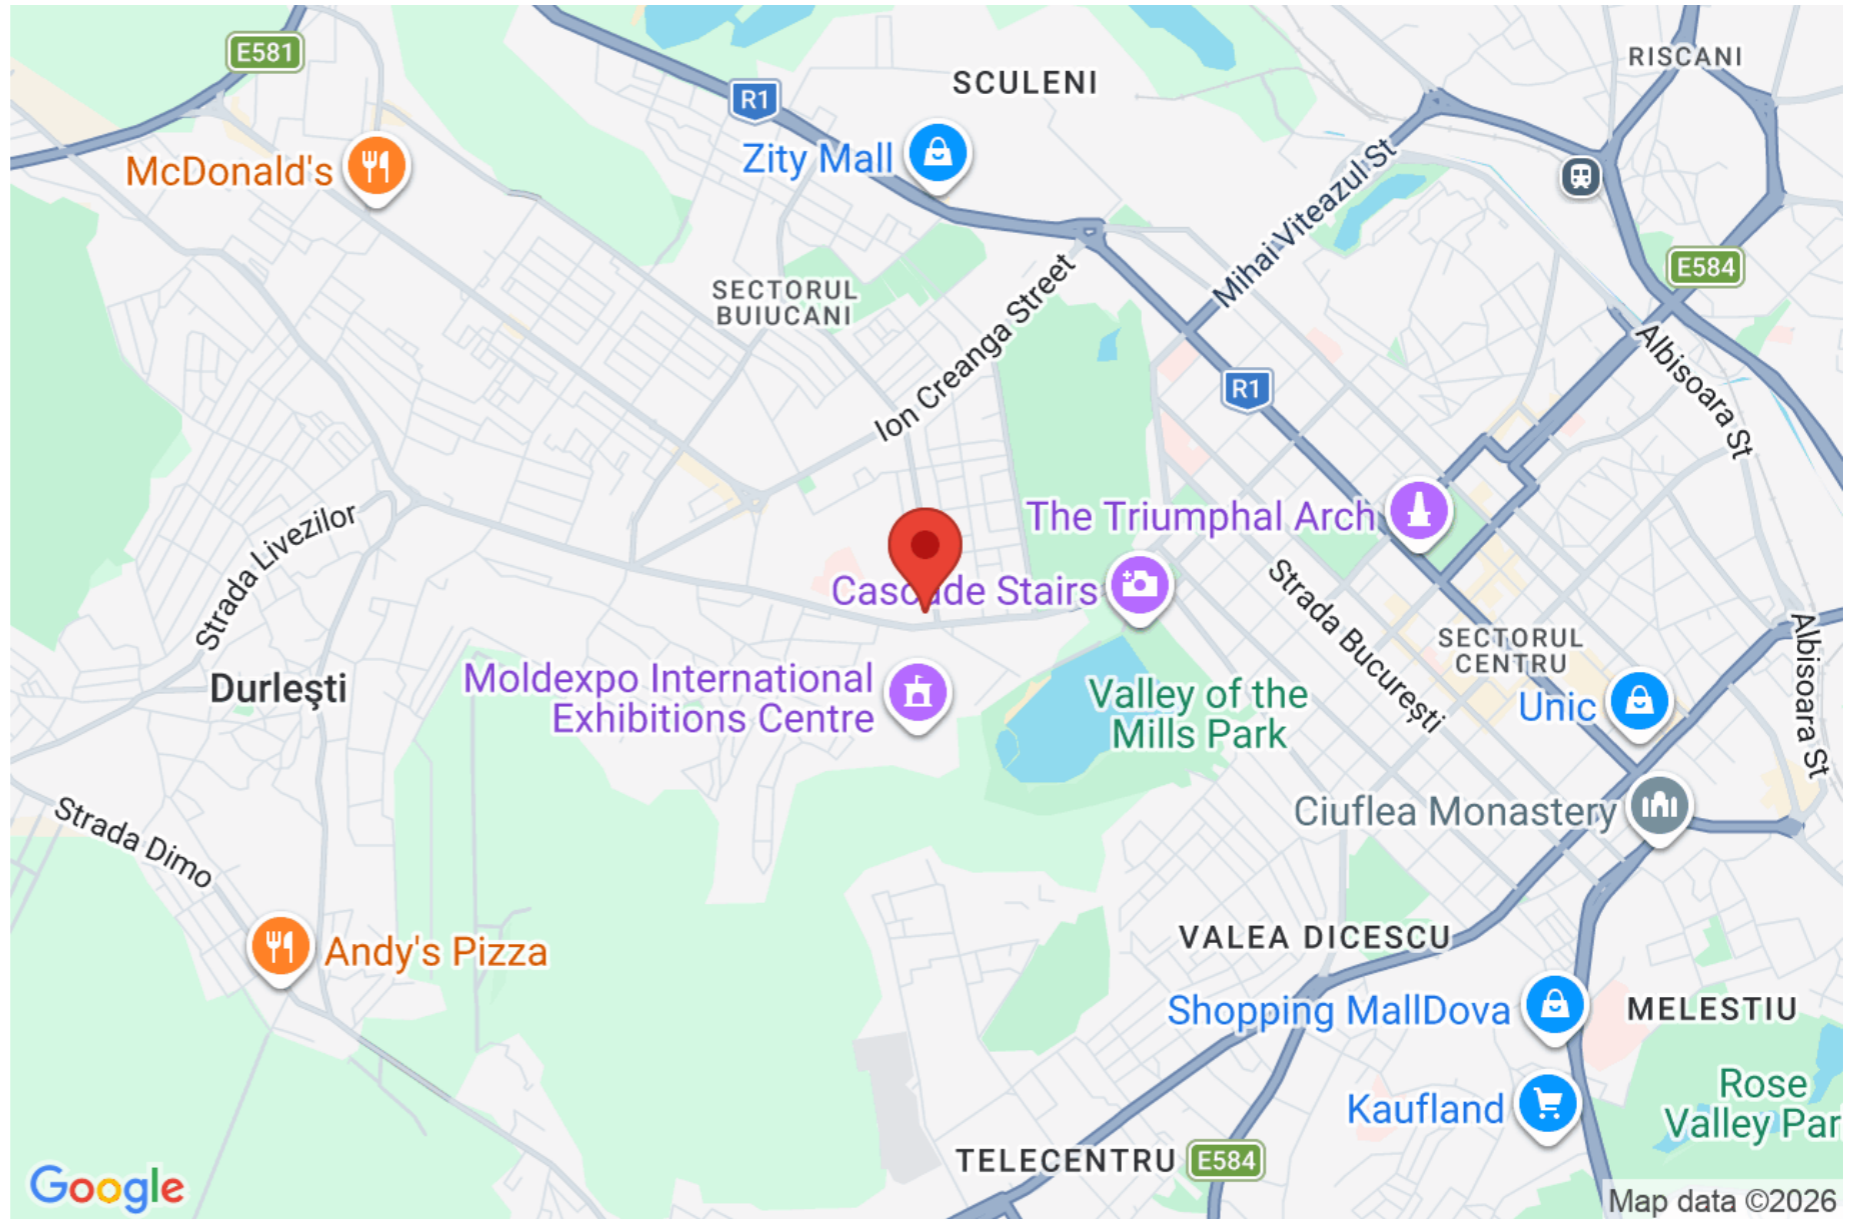 E581
R1
SCULENI
RISCANI
McDonald's
Zity Mall
Mihai Viteazul St
E584
SECTORUL
BUIUCANI
Ion Creanga Street
Albisoara St
R1
Strada Livezilor
The Triumphal Arch
Cascade Stairs
Strada București
SECTORUL
CENTRU
Albisoara St
Durleşti
Moldexpo International
Exhibitions Centre
Valley of the
Mills Park
Unic
Strada Dimo
Ciuflea Monastery
Andy's Pizza
VALEA DICESCU
Shopping MallDova
MELESTIU
Rose
Valley Par
Kaufland
TELECENTRU
E584
Google
Map data ©2026